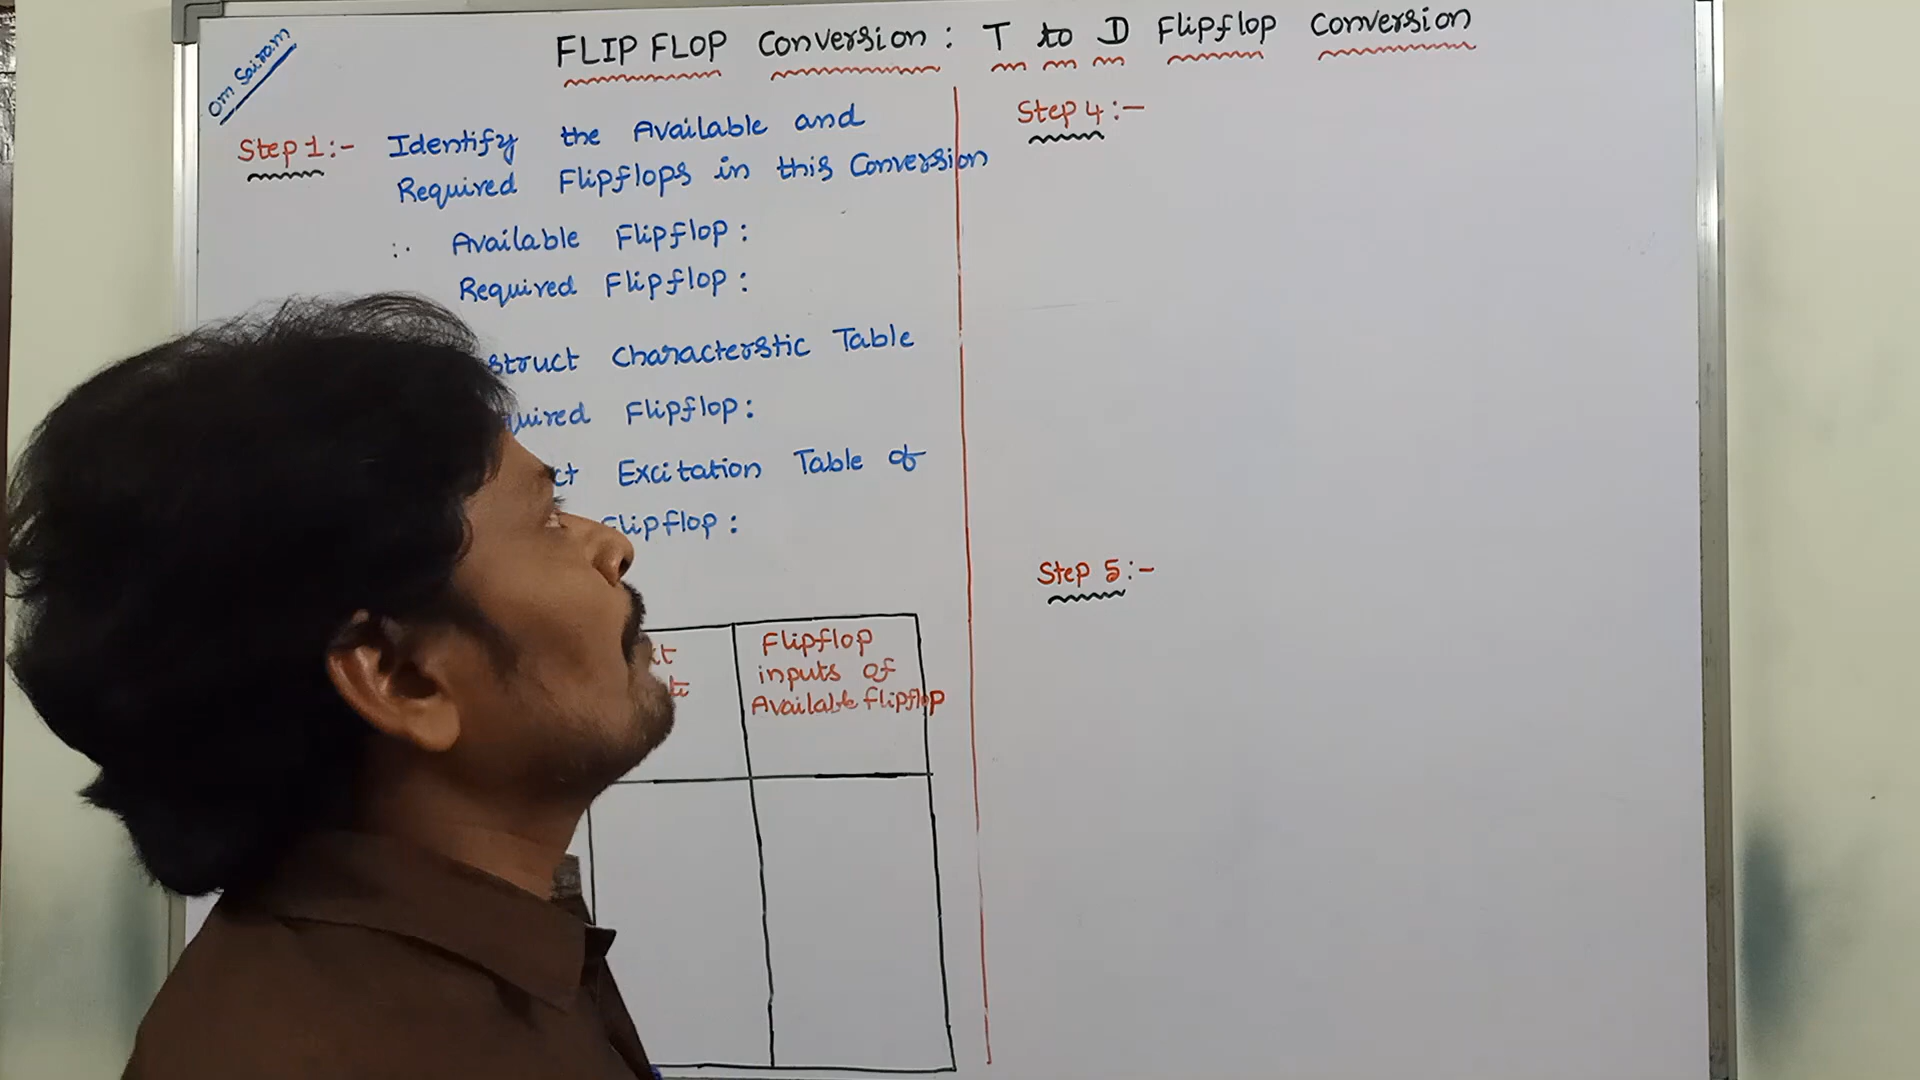 Om Sairam
FLIP FLOP Conversion: T to D Flipflop Conversion
Step 1:- Identify the Available and
Required Flipflops in this Conversion
∴ Available Flipflop:
Required Flipflop:
struct Characterstic Table
quired Flipflop:
ct Excitation Table of
Flipflop:
Flipflop
inputs of
Available flipflop
Step 4:-
Step 5:-